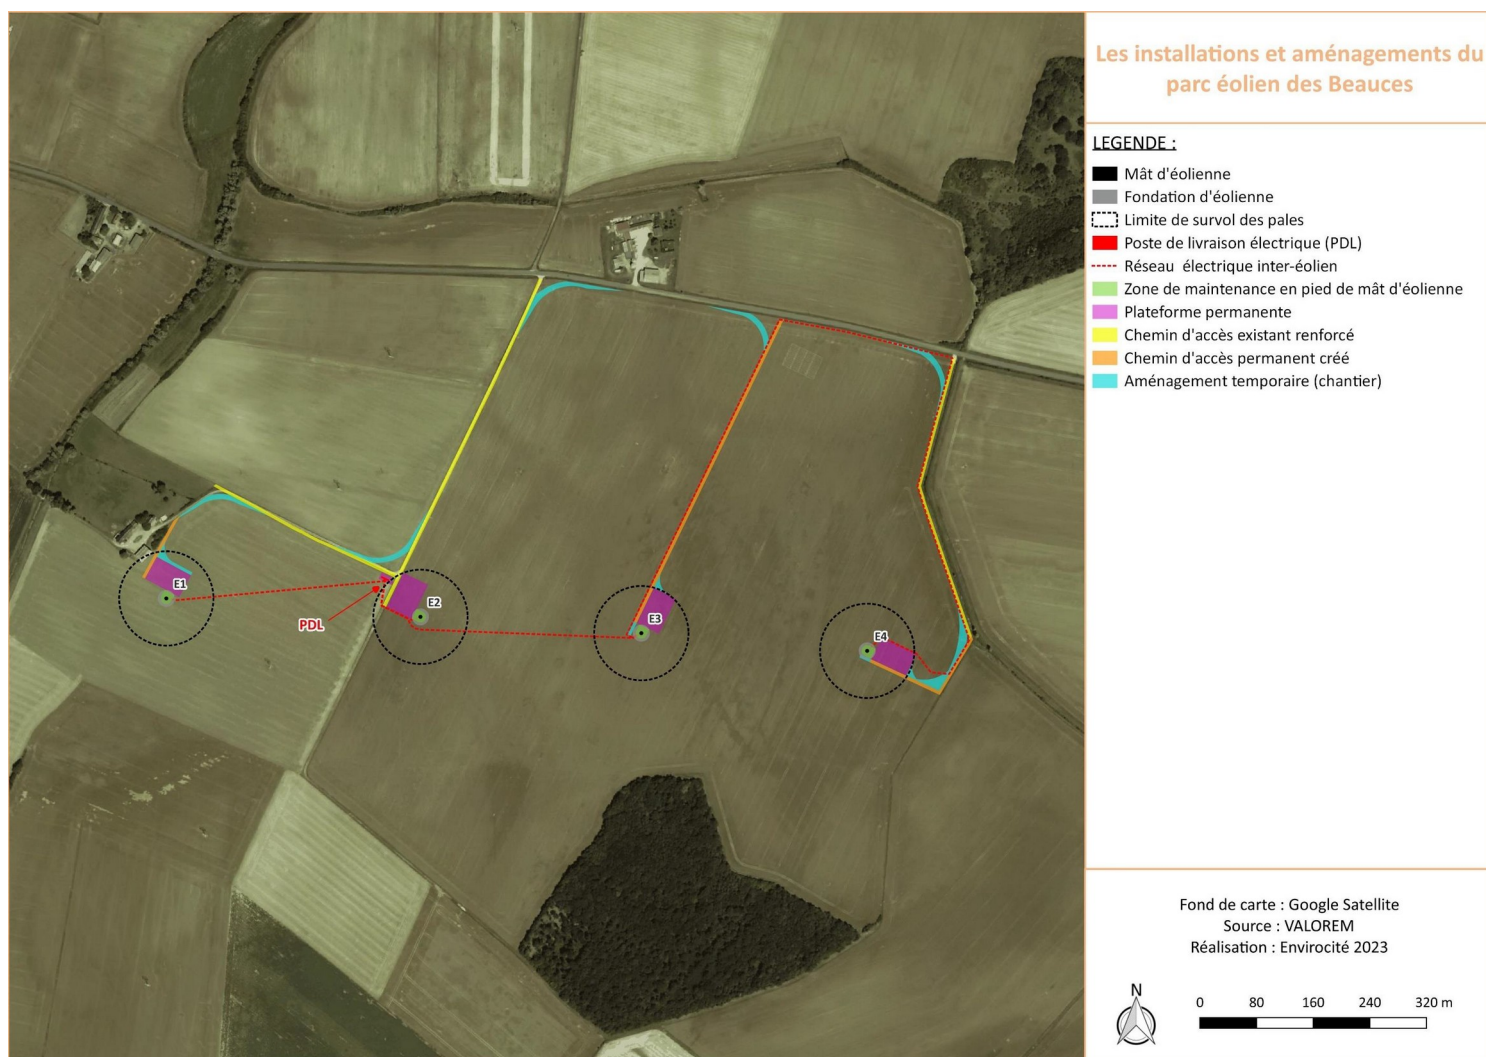 Les installations et aménagements du
parc éolien des Beauces
LEGENDE :
Mât d'éolienne
Fondation d'éolienne
Limite de survol des pales
Poste de livraison électrique (PDL)
Réseau  électrique inter-éolien
Zone de maintenance en pied de mât d'éolienne
Plateforme permanente
Chemin d'accès existant renforcé
Chemin d'accès permanent créé
Aménagement temporaire (chantier)
E1
E2
PDL
E3
E4
Fond de carte : Google Satellite
Source : VALOREM
Réalisation : Envirocité 2023
N
0 80 160 240 320 m